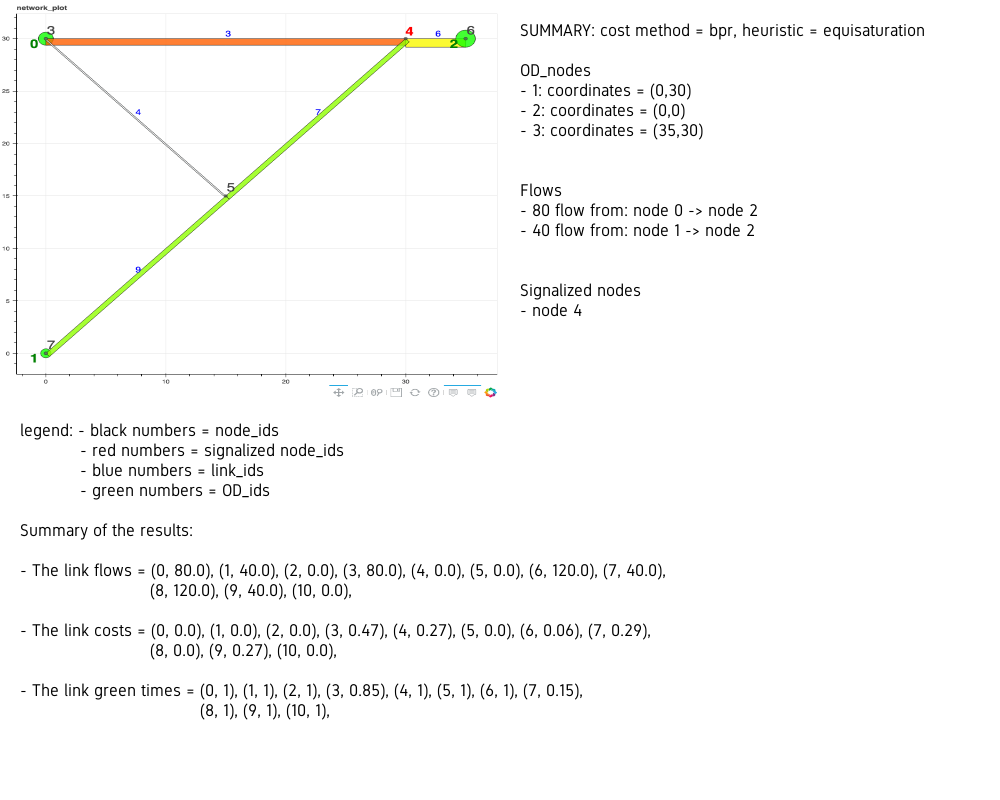 network_plot
SUMMARY: cost method = bpr, heuristic = equisaturation
OD_nodes
- 1: coordinates = (0,30)
- 2: coordinates = (0,0)
- 3: coordinates = (35,30)
Flows
- 80 flow from: node 0 -> node 2
- 40 flow from: node 1 -> node 2
Signalized nodes
- node 4
30
25
20
15
10
5
0
0
10
20
30
3
0
3
4
6
6
2
4
7
5
9
7
1
legend: - black numbers = node_ids
- red numbers = signalized node_ids
- blue numbers = link_ids
- green numbers = OD_ids
Summary of the results:
- The link flows = (0, 80.0), (1, 40.0), (2, 0.0), (3, 80.0), (4, 0.0), (5, 0.0), (6, 120.0), (7, 40.0),
(8, 120.0), (9, 40.0), (10, 0.0),
- The link costs = (0, 0.0), (1, 0.0), (2, 0.0), (3, 0.47), (4, 0.27), (5, 0.0), (6, 0.06), (7, 0.29),
(8, 0.0), (9, 0.27), (10, 0.0),
- The link green times = (0, 1), (1, 1), (2, 1), (3, 0.85), (4, 1), (5, 1), (6, 1), (7, 0.15),
(8, 1), (9, 1), (10, 1),